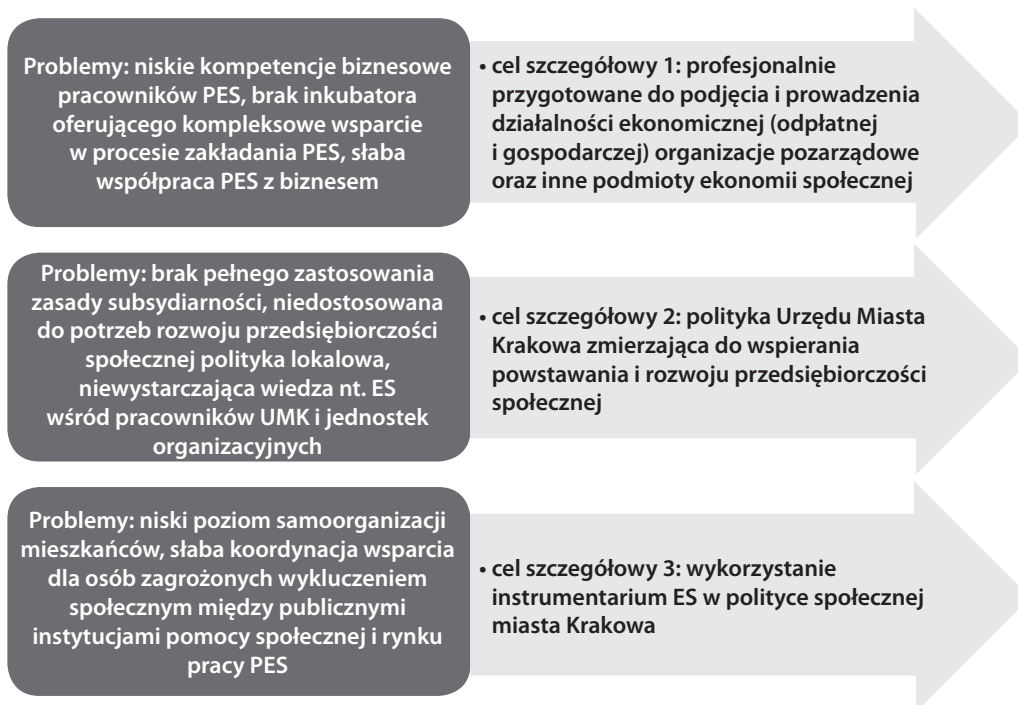 Problemy: niskie kompetencje biznesowe
pracowników PES, brak inkubatora
oferującego kompleksowe wsparcie
w procesie zakładania PES, słaba
współpraca PES z biznesem
• cel szczegółowy 1: profesjonalnie
przygotowane do podjęcia i prowadzenia
działalności ekonomicznej (odpłatnej
i gospodarczej) organizacje pozarządowe
oraz inne podmioty ekonomii społecznej
Problemy: brak pełnego zastosowania
zasady subsydiarności, niedostosowana
do potrzeb rozwoju przedsiębiorczości
społecznej polityka lokalowa,
niewystarczająca wiedza nt. ES
wśród pracowników UMK i jednostek
organizacyjnych
• cel szczegółowy 2: polityka Urzędu Miasta
Krakowa zmierzająca do wspierania
powstawania i rozwoju przedsiębiorczości
społecznej
Problemy: niski poziom samoorganizacji
mieszkańców, słaba koordynacja wsparcia
dla osób zagrożonych wykluczeniem
społecznym między publicznymi
instytucjami pomocy społecznej i rynku
pracy PES
• cel szczegółowy 3: wykorzystanie
instrumentarium ES w polityce społecznej
miasta Krakowa